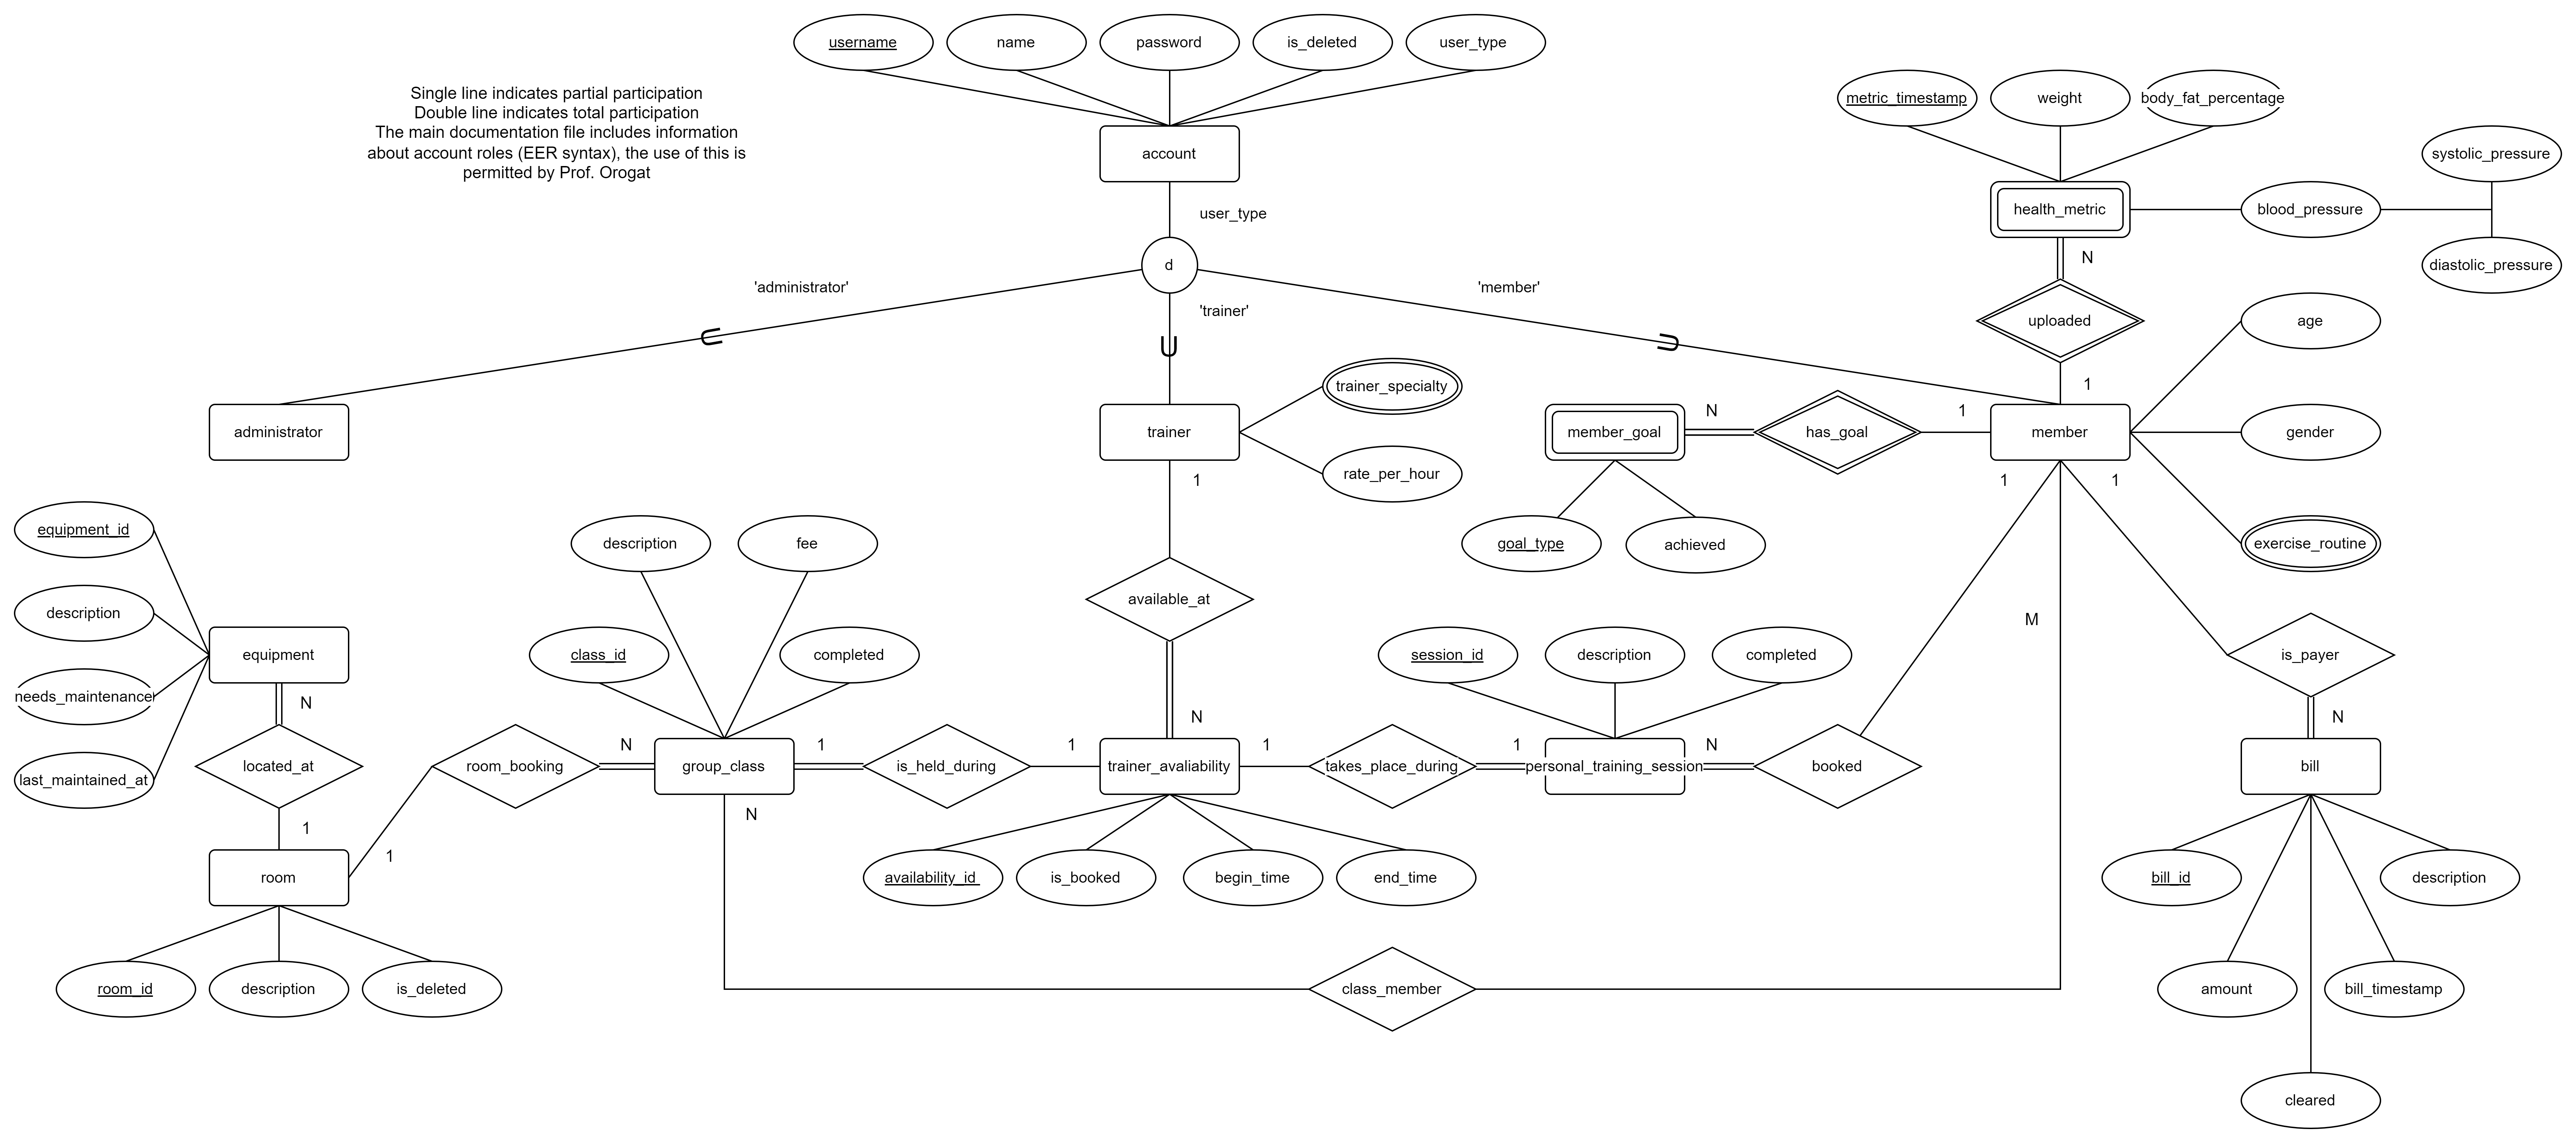 username
name
password
is_deleted
user_type
Single line indicates partial participation
Double line indicates total participation
The main documentation file includes information
about account roles (EER syntax), the use of this is
permitted by Prof. Orogat
metric_timestamp
weight
body_fat_percentage
account
systolic_pressure
health_metric
blood_pressure
diastolic_pressure
user_type
N
d
'administrator'
'trainer'
'member'
uploaded
age
1
trainer_specialty
administrator
trainer
rate_per_hour
member_goal
N
has_goal
1
member
gender
1
1
1
goal_type
achieved
exercise_routine
equipment_id
description
fee
description
available_at
M
equipment
class_id
completed
session_id
description
completed
is_payer
needs_maintenance
N
N
N
last_maintained_at
located_at
room_booking
N
group_class
1
is_held_during
1
trainer_avaliability
1
takes_place_during
1
personal_training_session
N
booked
bill
1
1
N
room
availability_id
is_booked
begin_time
end_time
bill_id
description
room_id
description
is_deleted
class_member
amount
bill_timestamp
cleared